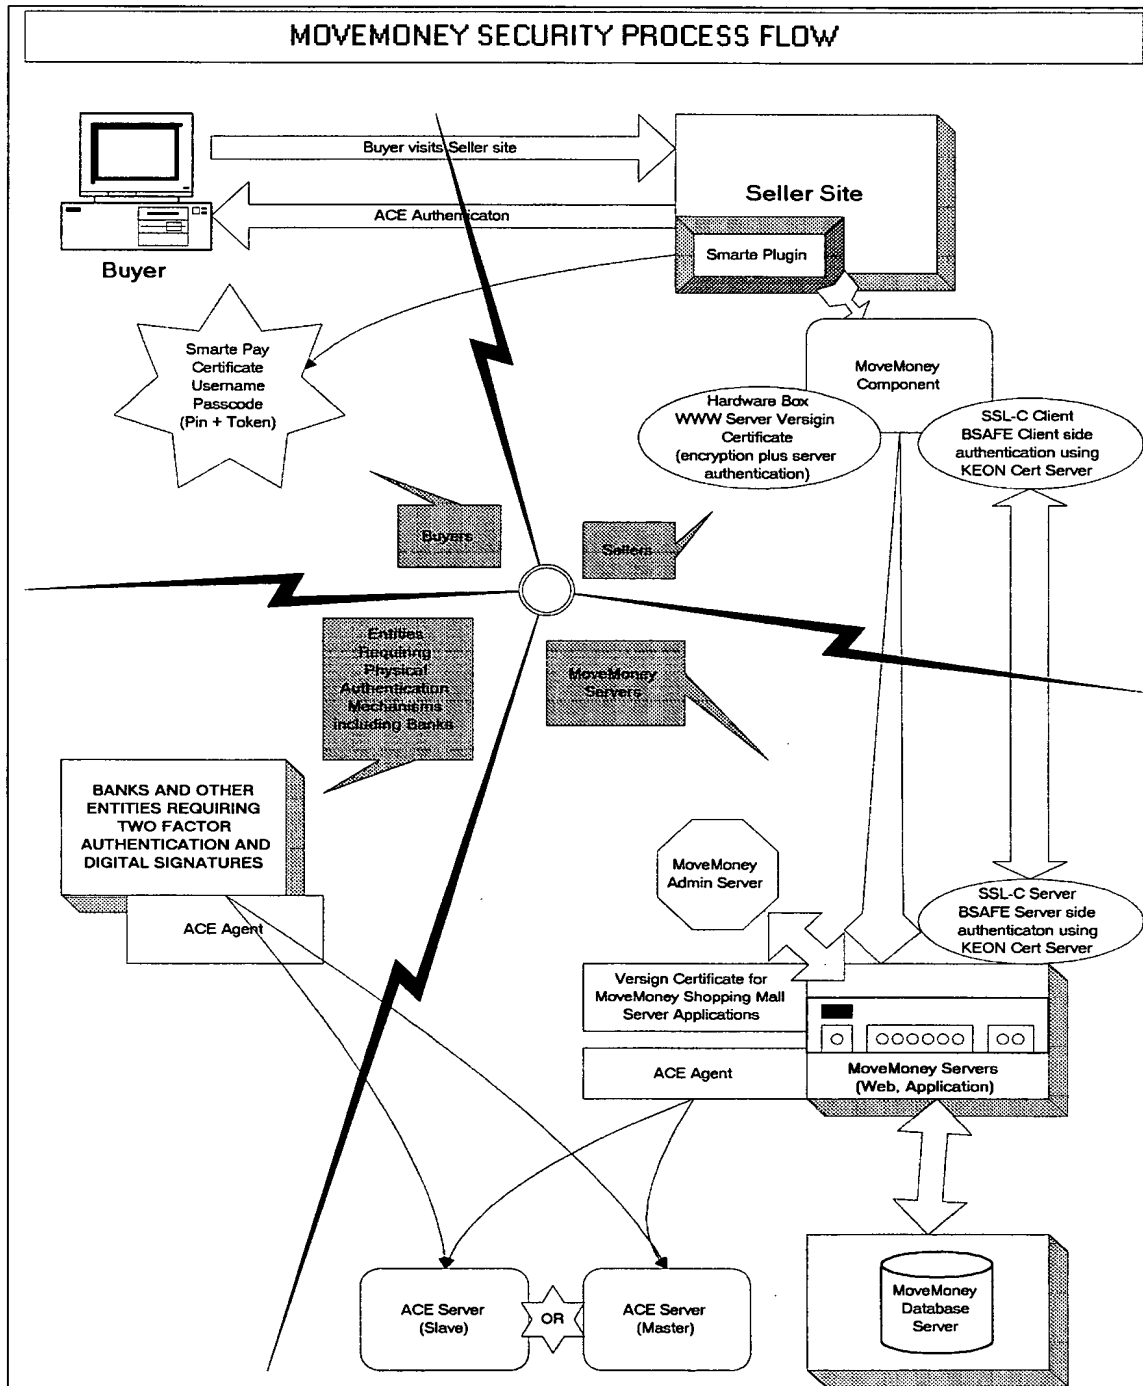 MOVEMONEY SECURITY PROCESS FLOW
Buyer visits Seller site
ACE Authenticaton
Buyer
Seller Site
Smarte Plugin
Smarte Pay
Certificate
Username
Passcode
(Pin + Token)
MoveMoney
Component
Hardware Box
WWW Server Versigin
Certificate
(encryption plus server
authentication)
SSL-C Client
BSAFE Client side
authentication using
KEON Cert Server
Buyers
Sellers
Entities
Requiring
Physical
Authentication
Mechanisms
including Banks
MoveMoney
Servers
BANKS AND OTHER
ENTITIES REQUIRING
TWO FACTOR
AUTHENTICATION AND
DIGITAL SIGNATURES
ACE Agent
MoveMoney
Admin Server
SSL-C Server
BSAFE Server side
authenticaton using
KEON Cert Server
Versign Certificate for
MoveMoney Shopping Mall
Server Applications
ACE Agent
MoveMoney Servers
(Web, Application)
ACE Server
(Slave)
OR
ACE Server
(Master)
MoveMoney
Database
Server